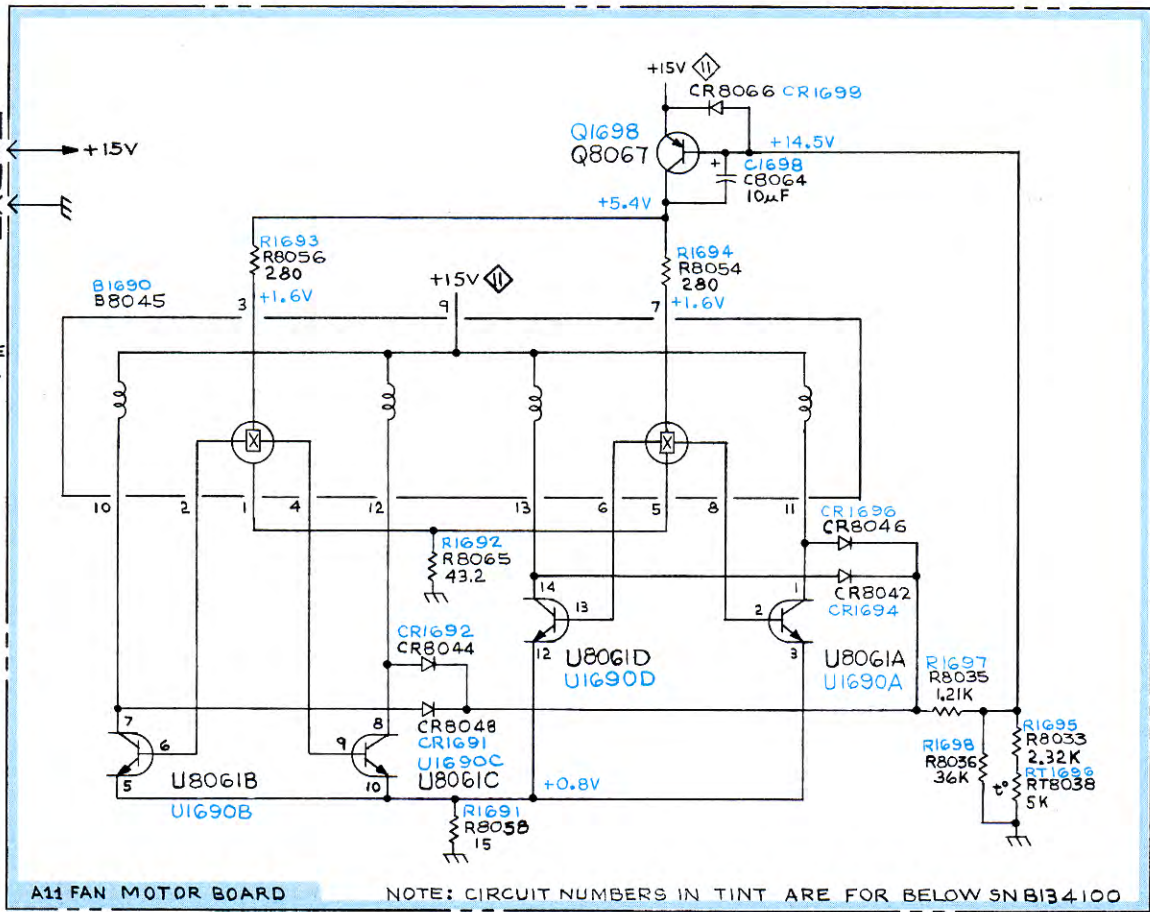 +15V 11
CR8066 CR1698
Q1698
Q8067
+14.5V
+
C1698
C8064
10µF
+15V
+5.4V
R1693
R8056
280
R1694
R8054
280
+15V 11
B1690
B8045
3 +1.6V 9 7 +1.6V
10 2 1 4 12 13 6 5 8 11
CR1696
CR8046
R1692
R8065
43.2
CR8042
CR1694
14 13 12
U8061D
U1690D
1 2 3
U8061A
U1690A
CR1692
CR8044
CR8048
CR1691
R1697
R8035
1.21K
7 6 5
U8061B
U1690B
8 9 10
U1690C
U8061C
R1698
R8036
36K
R1695
R8033
2.32K
RT1696
RT8038
5K
t°
+0.8V
R1691
R8058
15
A11 FAN MOTOR BOARD
NOTE: CIRCUIT NUMBERS IN TINT ARE FOR BELOW SN B134100